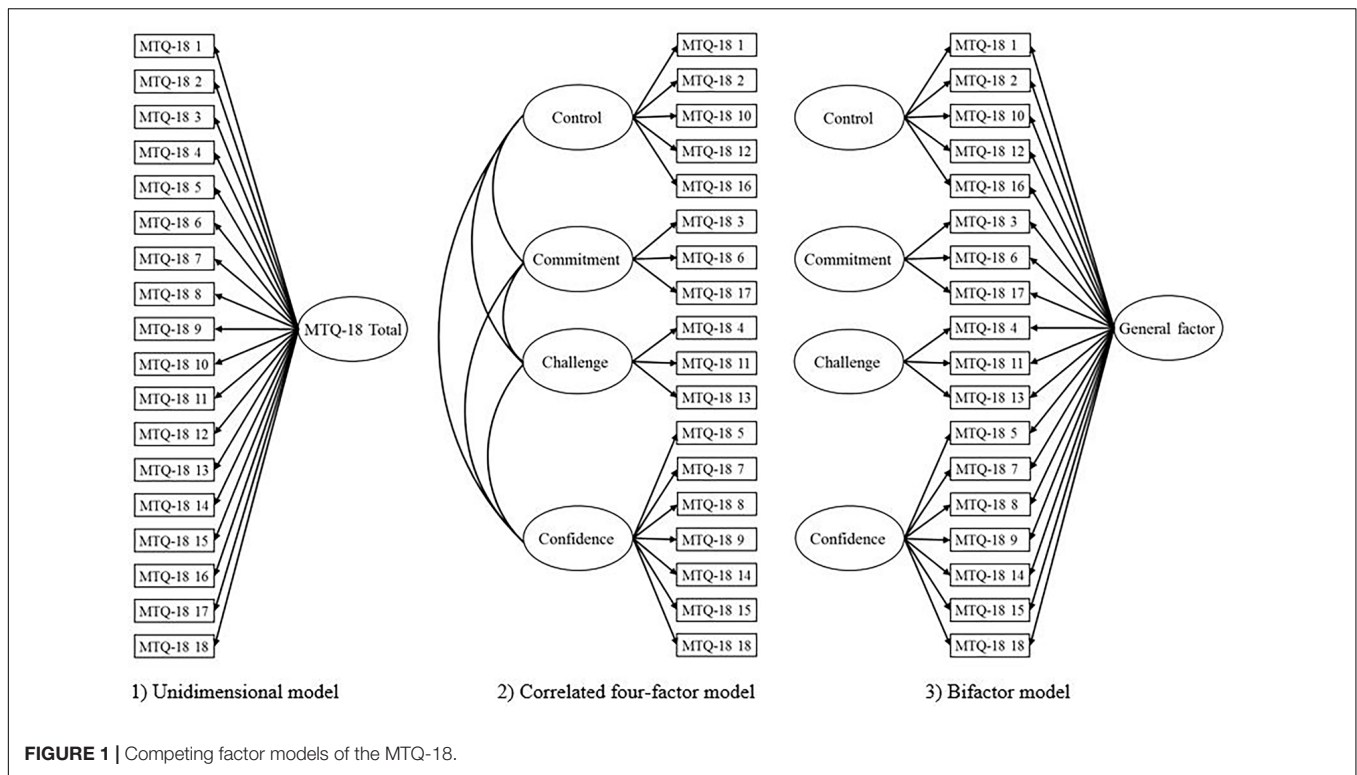 MTQ-18 1
MTQ-18 2
MTQ-18 3
MTQ-18 4
MTQ-18 5
MTQ-18 6
MTQ-18 7
MTQ-18 8
MTQ-18 9
MTQ-18 10
MTQ-18 11
MTQ-18 12
MTQ-18 13
MTQ-18 14
MTQ-18 15
MTQ-18 16
MTQ-18 17
MTQ-18 18
MTQ-18 Total
1) Unidimensional model
Control
Commitment
Challenge
Confidence
MTQ-18 1
MTQ-18 2
MTQ-18 10
MTQ-18 12
MTQ-18 16
MTQ-18 3
MTQ-18 6
MTQ-18 17
MTQ-18 4
MTQ-18 11
MTQ-18 13
MTQ-18 5
MTQ-18 7
MTQ-18 8
MTQ-18 9
MTQ-18 14
MTQ-18 15
MTQ-18 18
2) Correlated four-factor model
Control
Commitment
Challenge
Confidence
MTQ-18 1
MTQ-18 2
MTQ-18 10
MTQ-18 12
MTQ-18 16
MTQ-18 3
MTQ-18 6
MTQ-18 17
MTQ-18 4
MTQ-18 11
MTQ-18 13
MTQ-18 5
MTQ-18 7
MTQ-18 8
MTQ-18 9
MTQ-18 14
MTQ-18 15
MTQ-18 18
General factor
3) Bifactor model
FIGURE 1 | Competing factor models of the MTQ-18.